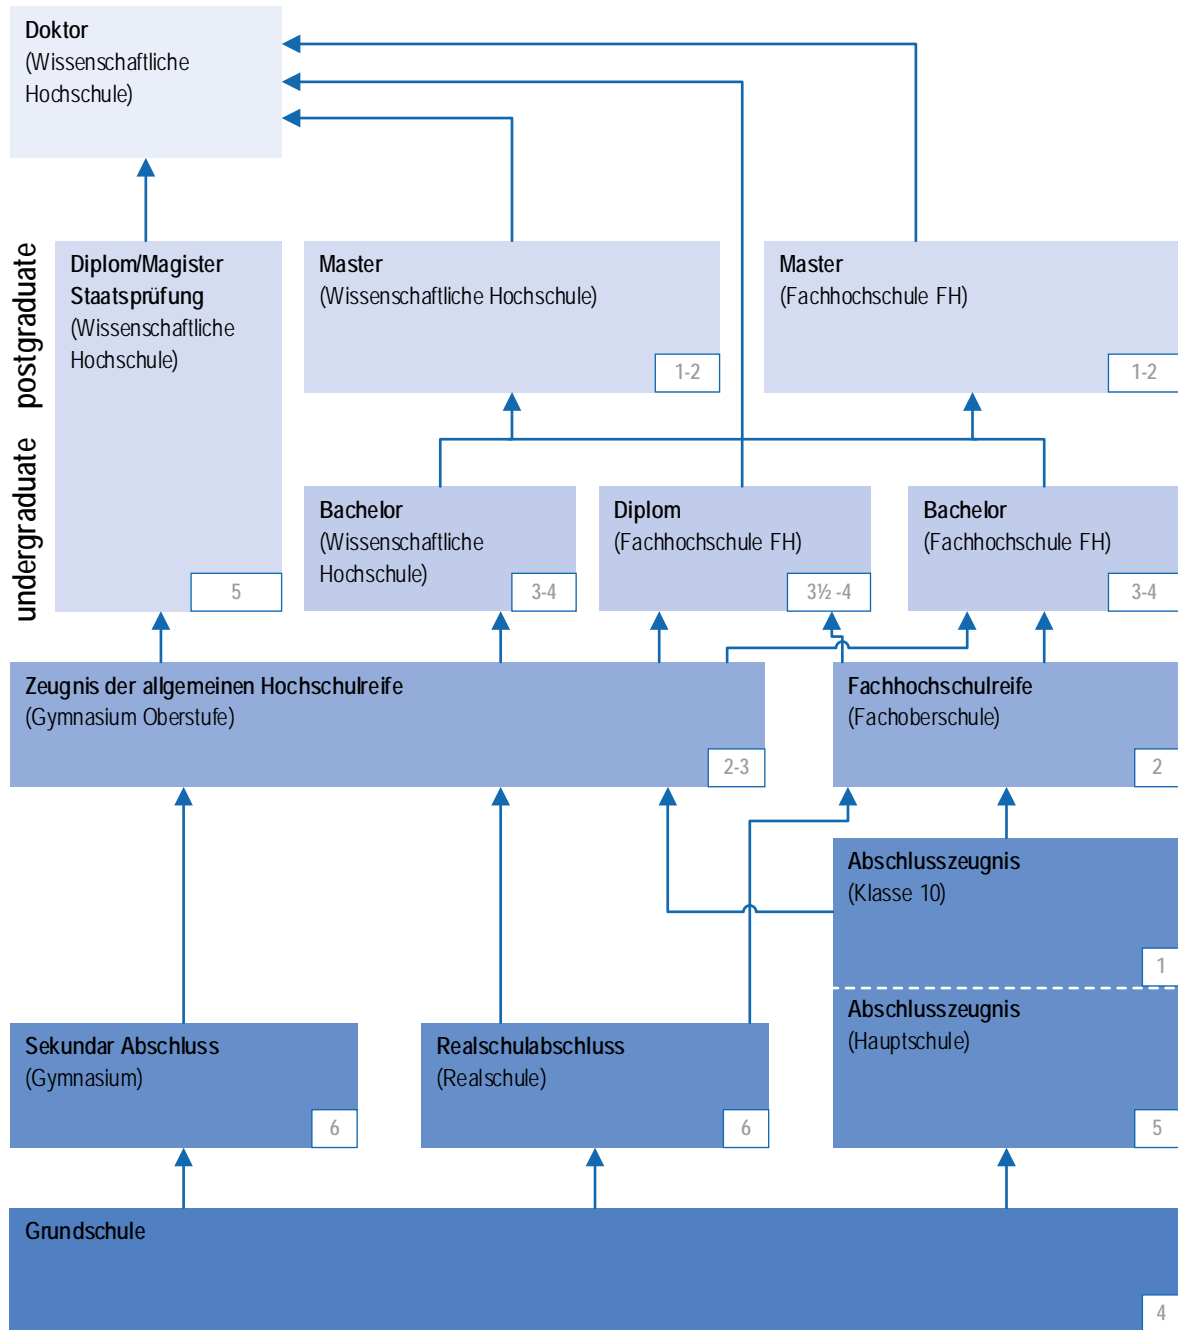 Doktor
(Wissenschaftliche
Hochschule)
postgraduate
undergraduate
Diplom/Magister
Staatsprüfung
(Wissenschaftliche
Hochschule)
5
Master
(Wissenschaftliche Hochschule)
1-2
Master
(Fachhochschule FH)
1-2
Bachelor
(Wissenschaftliche
Hochschule)
3-4
Diplom
(Fachhochschule FH)
3½ -4
Bachelor
(Fachhochschule FH)
3-4
Zeugnis der allgemeinen Hochschulreife
(Gymnasium Oberstufe)
2-3
Fachhochschulreife
(Fachoberschule)
2
Abschlusszeugnis
(Klasse 10)
1
Abschlusszeugnis
(Hauptschule)
5
Sekundar Abschluss
(Gymnasium)
6
Realschulabschluss
(Realschule)
6
Grundschule
4